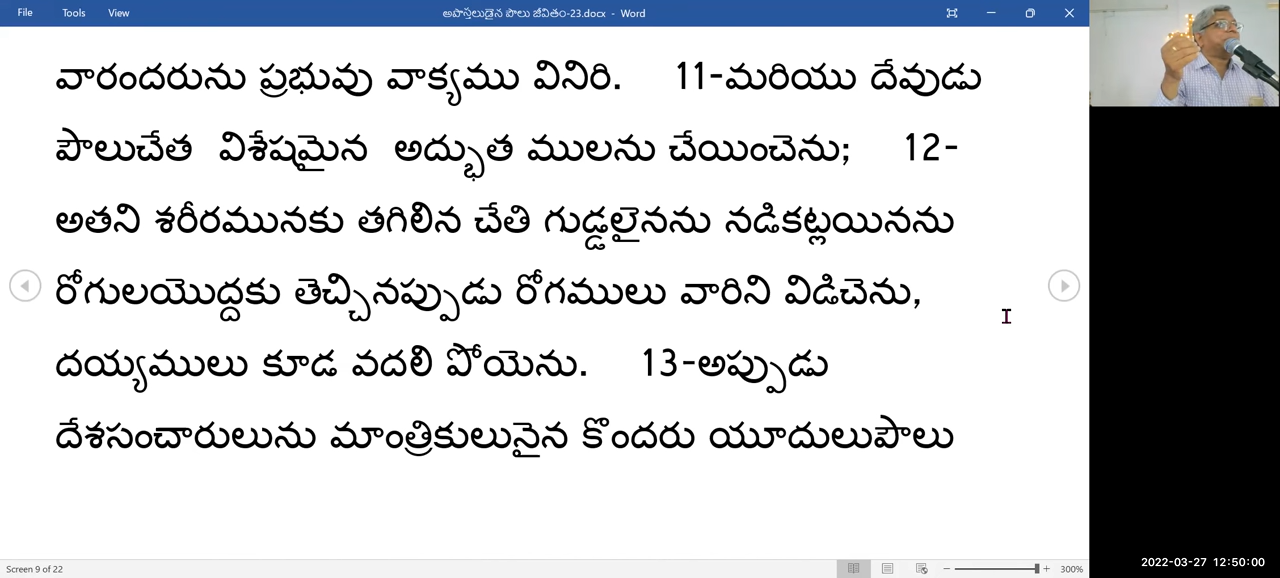 File Tools View అపొస్తలుడైన పౌలు జీవితం-23.docx - Word
వారందరును ప్రభువు వాక్యము వినిరి. 11-మరియు దేవుడు
పౌలుచేత విశేషమైన అద్భుత ములను చేయించెను; 12-
అతని శరీరమునకు తగిలిన చేతి గుడ్డలైనను నడికట్లయినను
రోగులయొద్దకు తెచ్చినప్పుడు రోగములు వారిని విడిచెను,
దయ్యములు కూడ వదలి పోయెను. 13-అప్పుడు
దేశసంచారులును మాంత్రికులునైన కొందరు యూదులుపౌలు
Screen 9 of 22 300%
2022-03-27 12:50:00